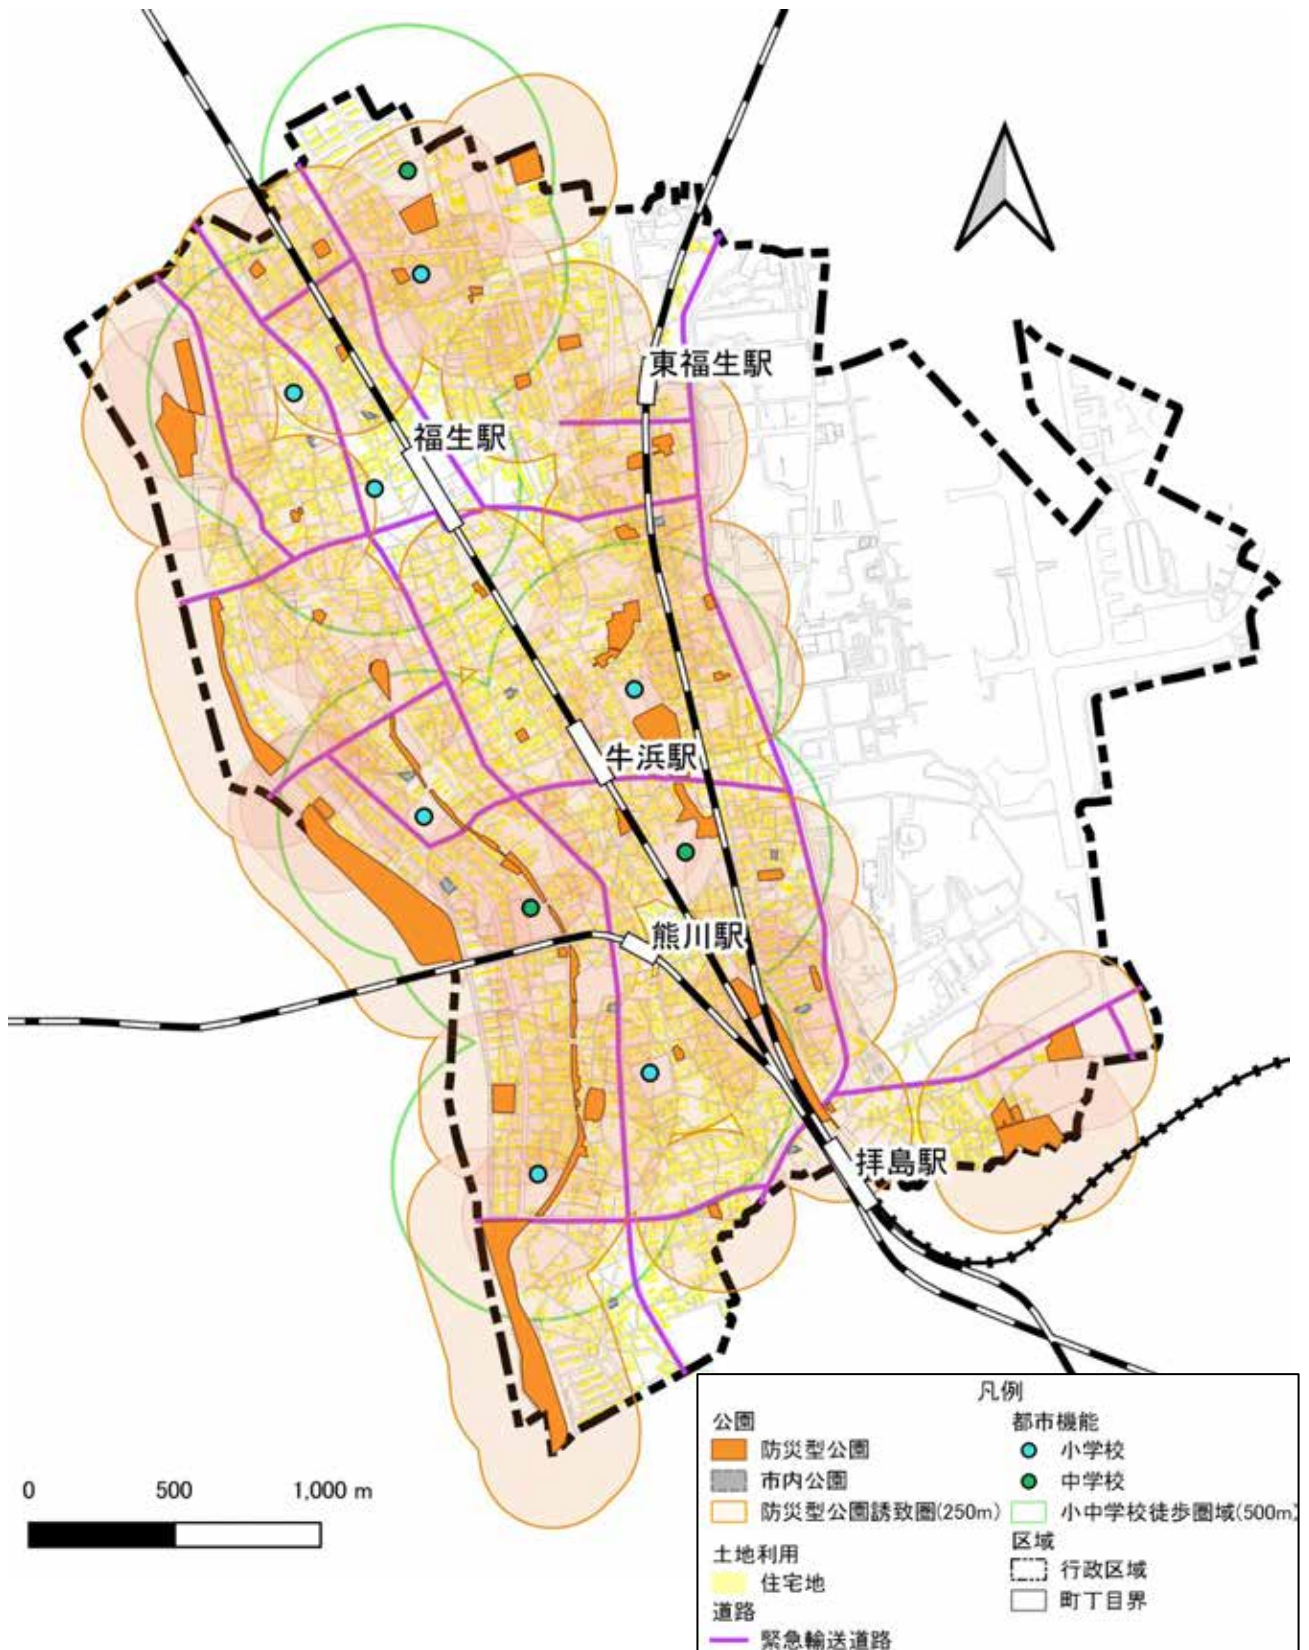 東福生駅
福生駅
牛浜駅
熊川駅
拝島駅
0 500 1,000 m
凡例
公園
防災型公園
市内公園
防災型公園誘致圏(250m)
土地利用
住宅地
道路
緊急輸送道路
都市機能
小学校
中学校
小中学校徒歩圏域(500m)
区域
行政区域
町丁目界